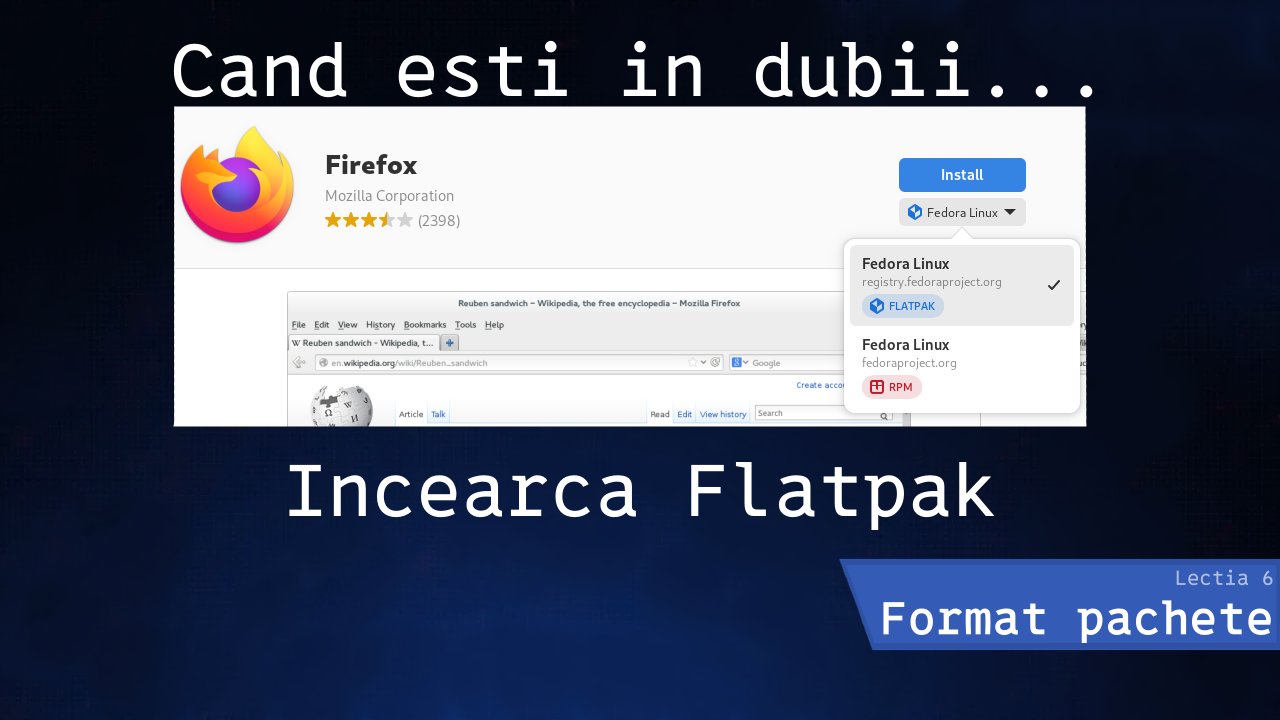 Cand esti in dubii...
Firefox
Mozilla Corporation
(2398)
Install
Fedora Linux
Fedora Linux
registry.fedoraproject.org
FLATPAK
Fedora Linux
fedoraproject.org
RPM
Reuben sandwich – Wikipedia, the free encyclopedia – Mozilla Firefox
File Edit View History Bookmarks Tools Help
W Reuben sandwich - Wikipedia, t...
en.wikipedia.org/wiki/Reuben_sandwich
Google
Create accou
Article Talk
Read Edit View history
Search
Incearca Flatpak
Lectia 6
Format pachete